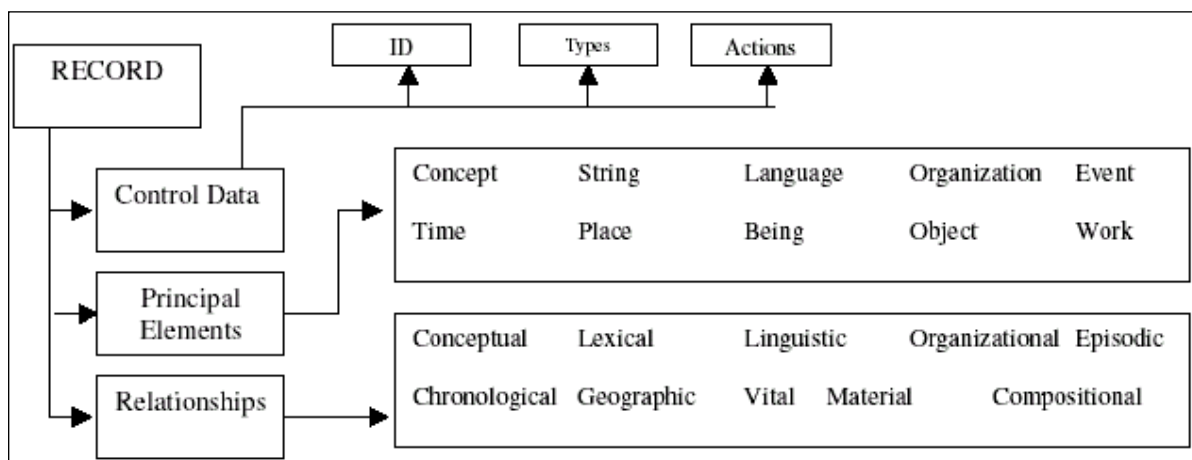 RECORD
ID
Types
Actions
Control Data
Concept String Language Organization Event
Time Place Being Object Work
Principal
Elements
Conceptual Lexical Linguistic Organizational Episodic
Relationships
Chronological Geographic Vital Material Compositional